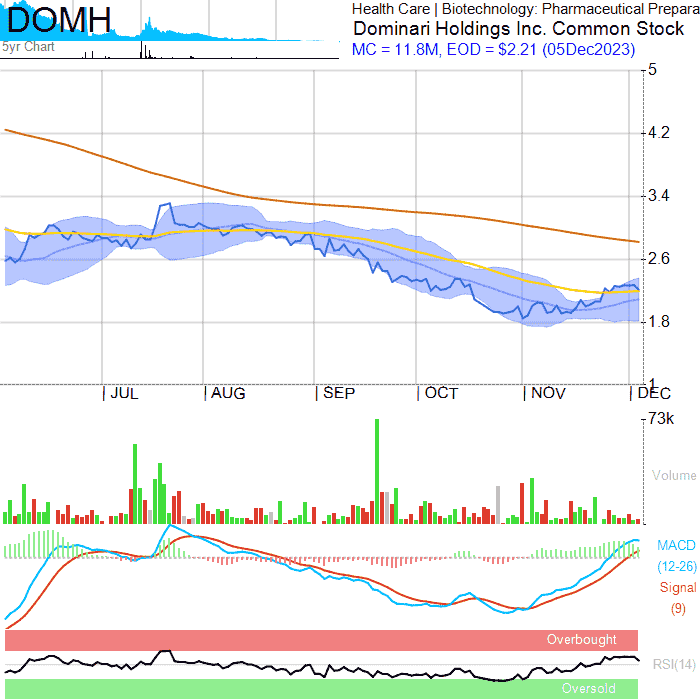 DOMH
5yr Chart
Health Care | Biotechnology: Pharmaceutical Prepara
Dominari Holdings Inc. Common Stock
MC = 11.8M, EOD = $2.21 (05Dec2023)
5
4.2
3.4
2.6
1.8
1
JUL AUG SEP OCT NOV DEC
73k
Volume
MACD
(12-26)
Signal
(9)
Overbought
RSI(14)
Oversold